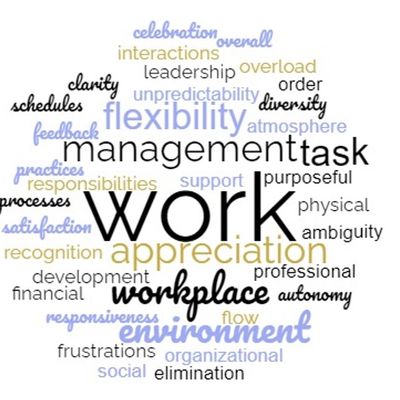 celebration overall
interactions
leadership overload
clarity order
unpredictability
schedules flexibility diversity
feedback atmosphere
management task
practices
responsibilities support purposeful
processes work physical
satisfaction ambiguity
recognition appreciation
development professional
financial workplace autonomy
responsiveness flow
environment
frustrations organizational
social elimination